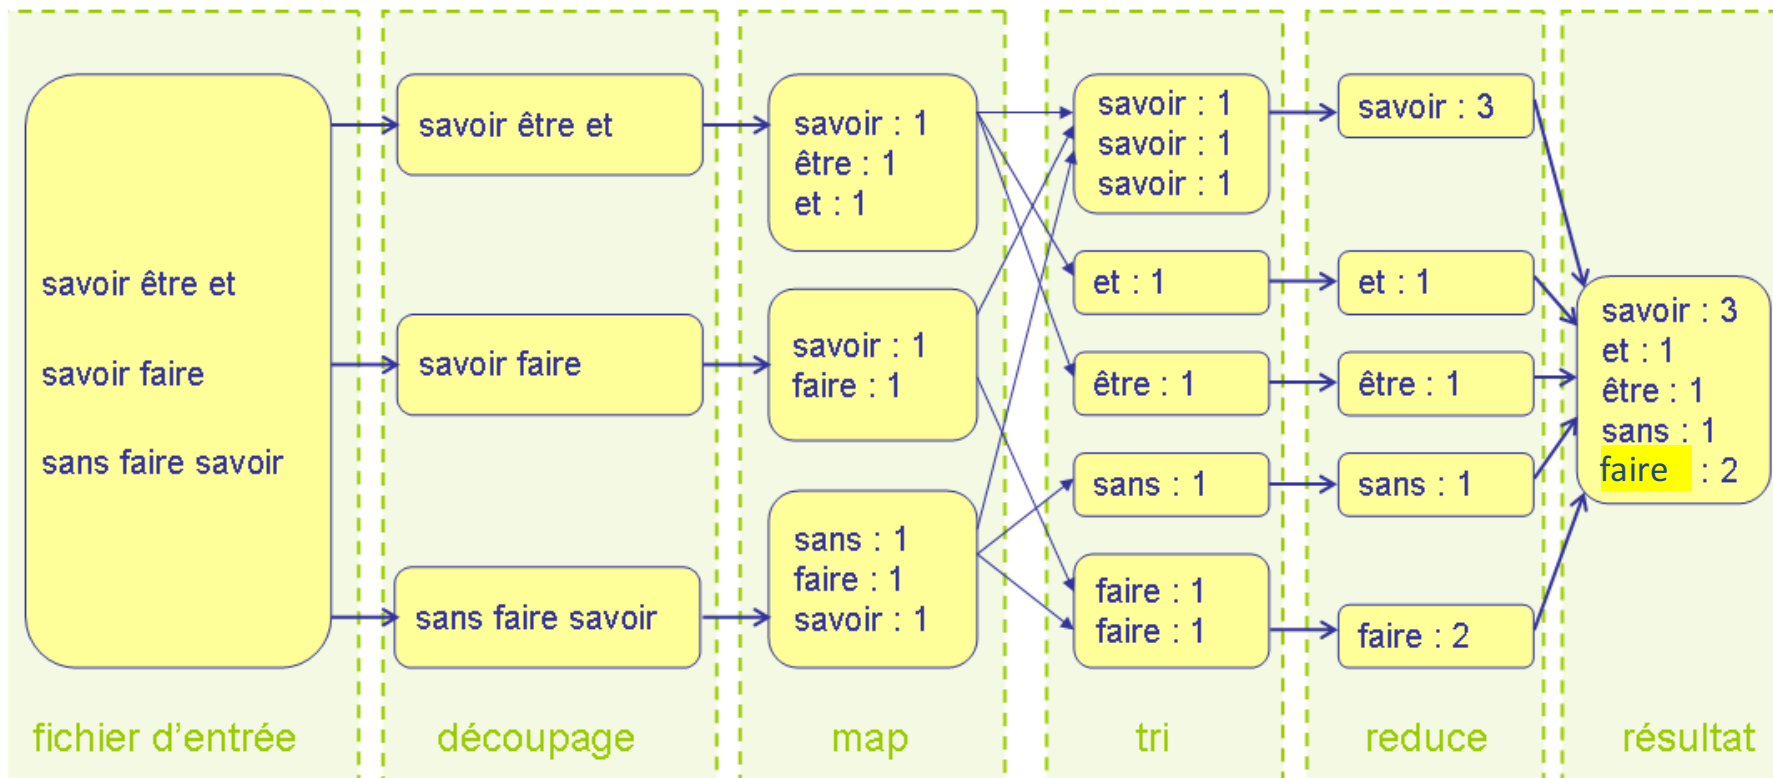 savoir être et
savoir faire
sans faire savoir
fichier d'entrée
savoir être et
savoir faire
sans faire savoir
découpage
savoir : 1
être : 1
et : 1
savoir : 1
faire : 1
sans : 1
faire : 1
savoir : 1
map
savoir : 1
savoir : 1
savoir : 1
et : 1
être : 1
sans : 1
faire : 1
faire : 1
tri
savoir : 3
et : 1
être : 1
sans : 1
faire : 2
reduce
savoir : 3
et : 1
être : 1
sans : 1
faire : 2
résultat